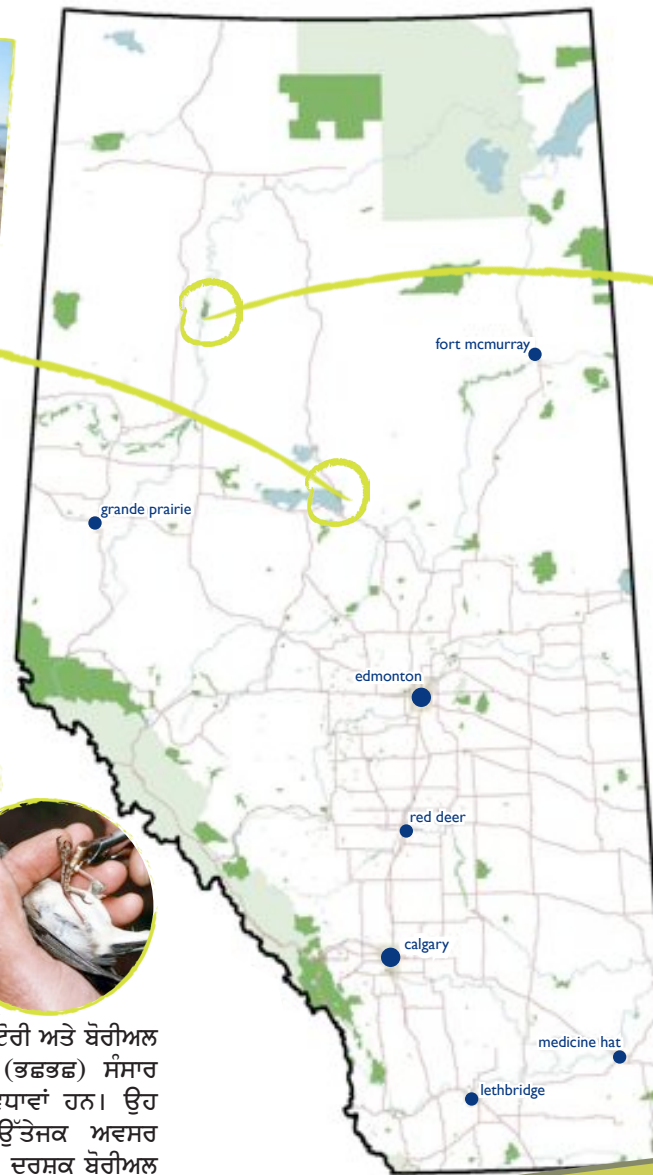 fort mcmurray
grande prairie
edmonton
red deer
calgary
medicine hat
lethbridge
ਅਤੇ ਬੋਰੀਅਲ
(ਭਛਭਛ) ਸੰਸਾਰ
ਹਨ। ਉਹ
ਉੱਤੇਜਕ ਅਵਸਰ
ਦਰਸ਼ਕ ਬੋਰੀਅਲ